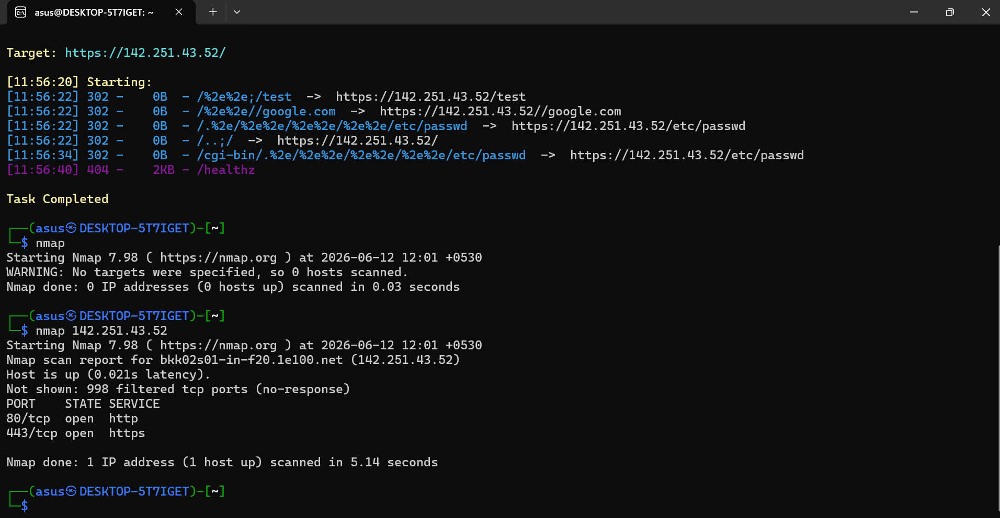 asus@DESKTOP-5T7IGET: ~
Target: https://142.251.43.52/
[11:56:20] Starting:
[11:56:22] 302 -    0B  - /%2e%2e;/test  ->  https://142.251.43.52/test
[11:56:22] 302 -    0B  - /%2e%2e//google.com  ->  https://142.251.43.52//google.com
[11:56:22] 302 -    0B  - /.%2e/%2e%2e/%2e%2e/%2e%2e/etc/passwd  ->  https://142.251.43.52/etc/passwd
[11:56:22] 302 -    0B  - /..;/  ->  https://142.251.43.52/
[11:56:34] 302 -    0B  - /cgi-bin/.%2e/%2e%2e/%2e%2e/%2e%2e/etc/passwd  ->  https://142.251.43.52/etc/passwd
[11:56:40] 404 -    2KB - /healthz
Task Completed
┌──(asus㉿DESKTOP-5T7IGET)-[~]
└─$ nmap
Starting Nmap 7.98 ( https://nmap.org ) at 2026-06-12 12:01 +0530
WARNING: No targets were specified, so 0 hosts scanned.
Nmap done: 0 IP addresses (0 hosts up) scanned in 0.03 seconds
┌──(asus㉿DESKTOP-5T7IGET)-[~]
└─$ nmap 142.251.43.52
Starting Nmap 7.98 ( https://nmap.org ) at 2026-06-12 12:01 +0530
Nmap scan report for bkk02s01-in-f20.1e100.net (142.251.43.52)
Host is up (0.021s latency).
Not shown: 998 filtered tcp ports (no-response)
PORT    STATE SERVICE
80/tcp  open  http
443/tcp open  https
Nmap done: 1 IP address (1 host up) scanned in 5.14 seconds
┌──(asus㉿DESKTOP-5T7IGET)-[~]
└─$